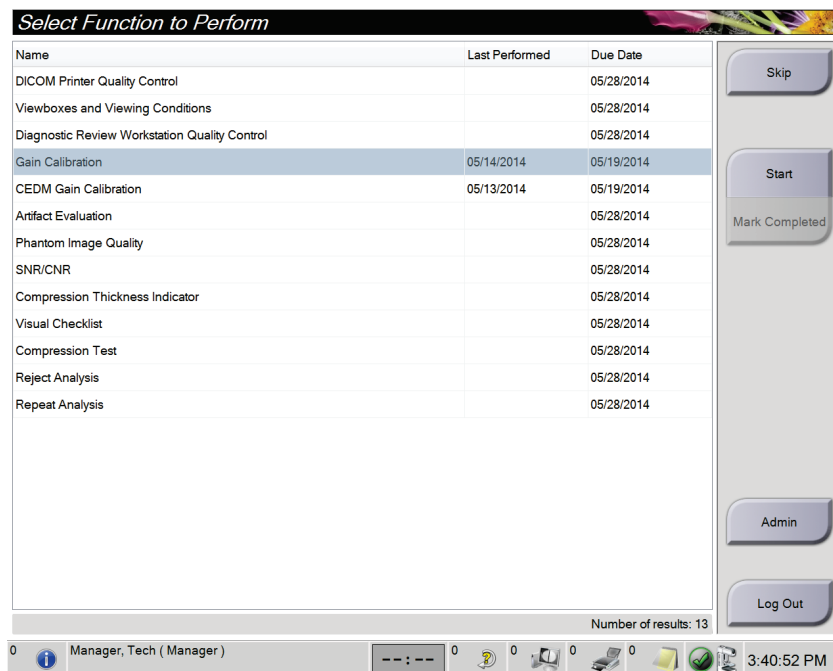 Select Function to Perform
Name Last Performed Due Date
DICOM Printer Quality Control 05/28/2014
Viewboxes and Viewing Conditions 05/28/2014
Diagnostic Review Workstation Quality Control 05/28/2014
Gain Calibration 05/14/2014 05/19/2014
CEDM Gain Calibration 05/13/2014 05/19/2014
Artifact Evaluation 05/28/2014
Phantom Image Quality 05/28/2014
SNR/CNR 05/28/2014
Compression Thickness Indicator 05/28/2014
Visual Checklist 05/28/2014
Compression Test 05/28/2014
Reject Analysis 05/28/2014
Repeat Analysis 05/28/2014
Number of results: 13
Skip
Start
Mark Completed
Admin
Log Out
0 Manager, Tech ( Manager ) --:-- 0 0 0 0 3:40:52 PM